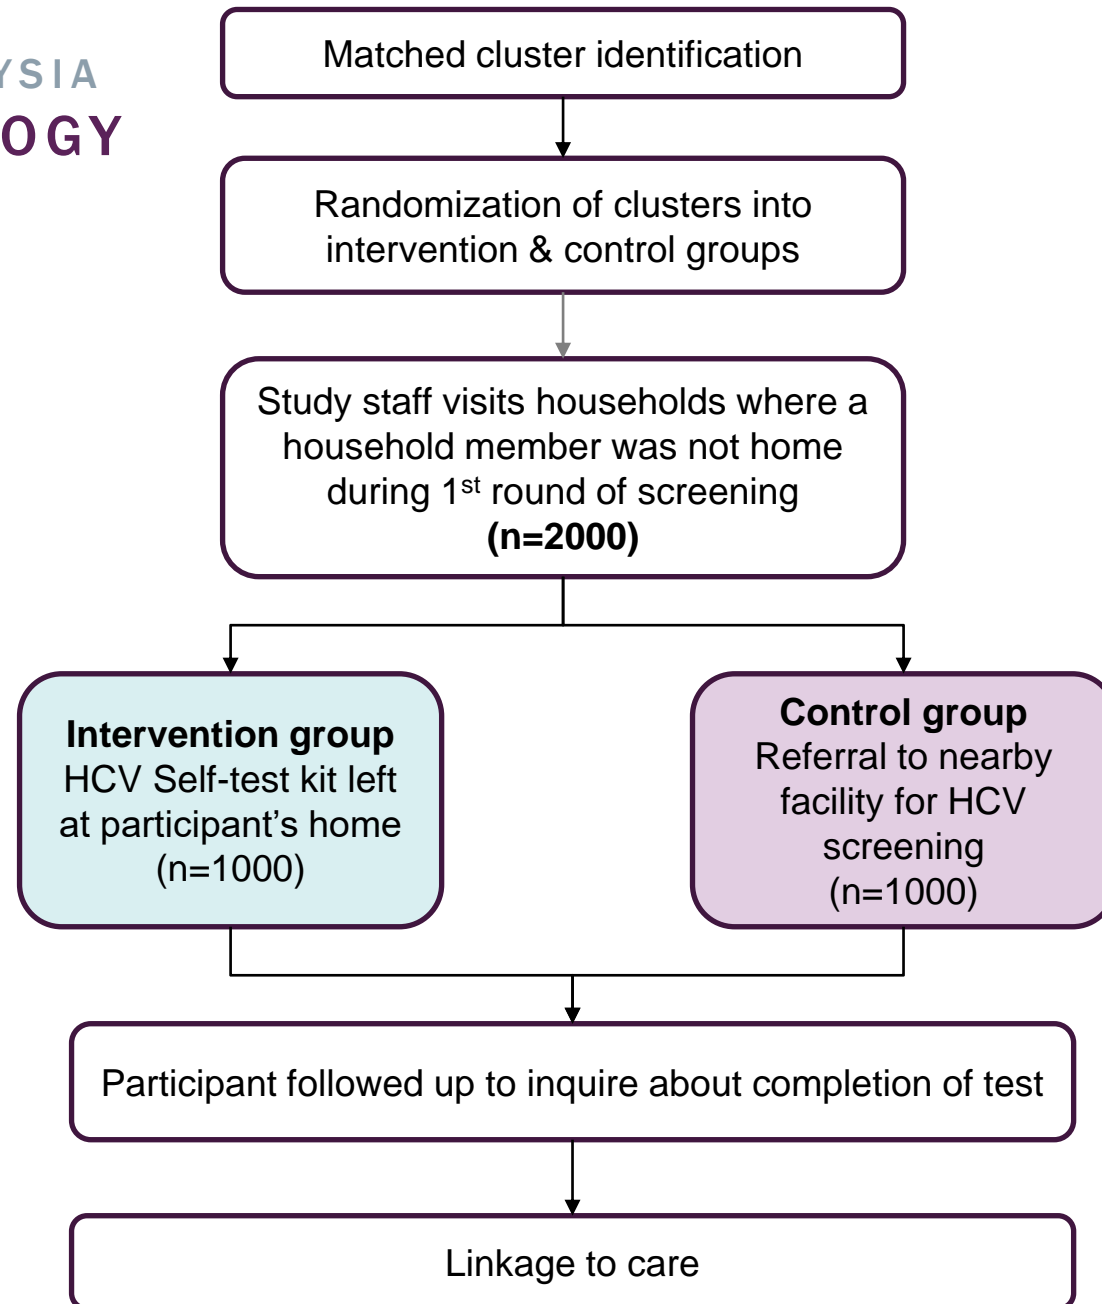 Matched cluster identification
YSIA
OGY
Randomization of clusters into
intervention & control groups
Study staff visits households where a
household member was not home
during 1st round of screening
(n=2000)
Intervention group
HCV Self-test kit left
at participant’s home
(n=1000)
Control group
Referral to nearby
facility for HCV
screening
(n=1000)
Participant followed up to inquire about completion of test
Linkage to care